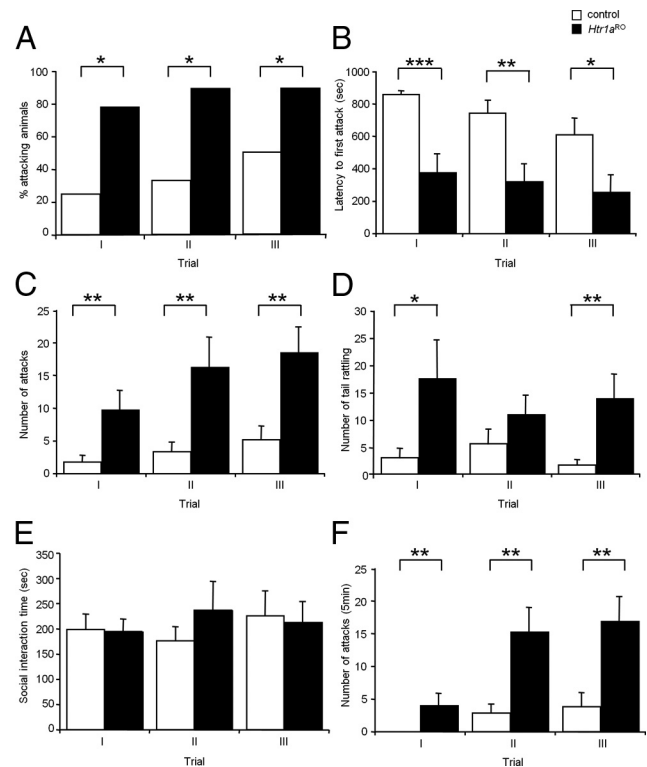 control
Htr1aRO
A
B
* * *
*** ** *
% attacking animals
100
80
60
40
20
0
I II III
Trial
Latency to first attack (sec)
1000
800
600
400
200
0
I II III
Trial
C
D
** ** **
* **
Number of attacks
25
20
15
10
5
0
I II III
Trial
Number of tail rattling
30
25
20
15
10
5
0
I II III
Trial
E
F
** ** **
Social interaction time (sec)
350
300
250
200
150
100
50
0
I II III
Trial
Number of attacks (5min)
25
20
15
10
5
0
I II III
Trial